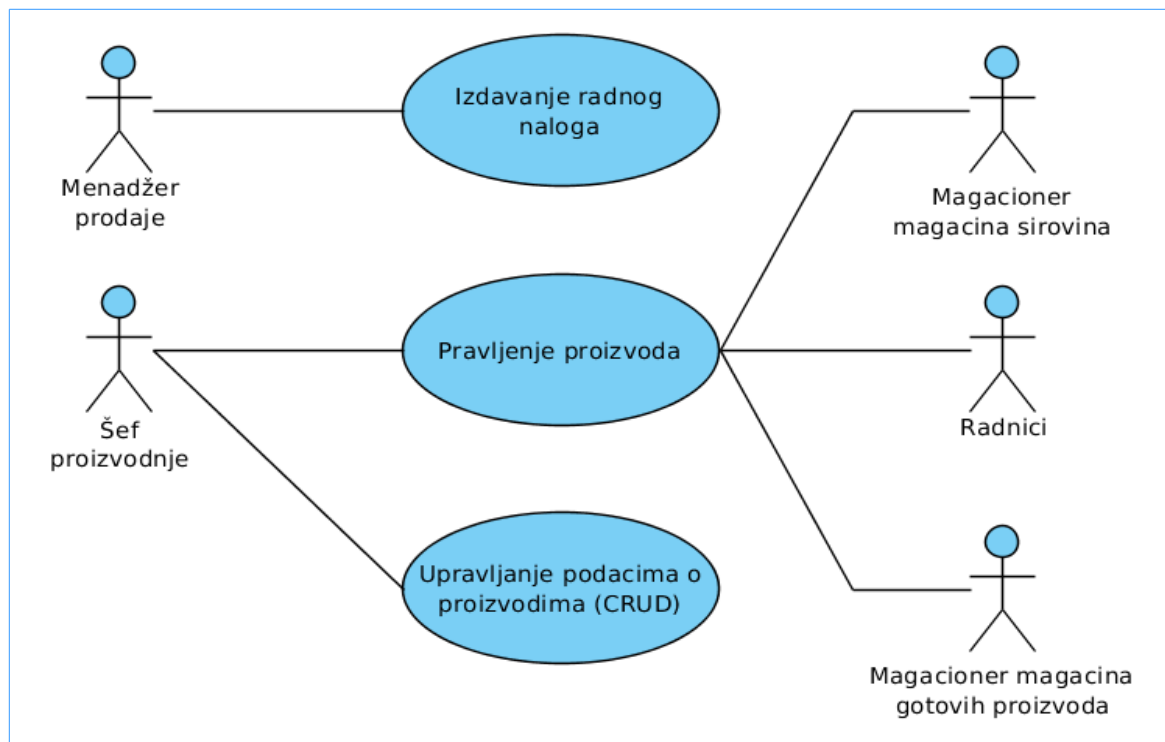 Izdavanje radnog
naloga
Menadžer
prodaje
Magacioner
magacina sirovina
Pravljenje proizvoda
Šef
proizvodnje
Radnici
Upravljanje podacima o
proizvodima (CRUD)
Magacioner magacina
gotovih proizvoda